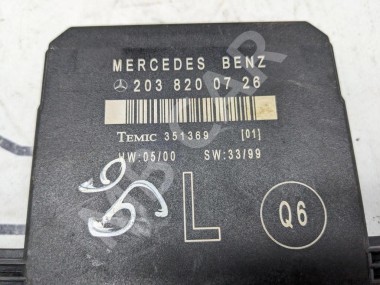 MERCEDES BENZ
203 820 07 26
TEMIC 351369 [01]
HW:05/00 SW:33/99
L
Q6